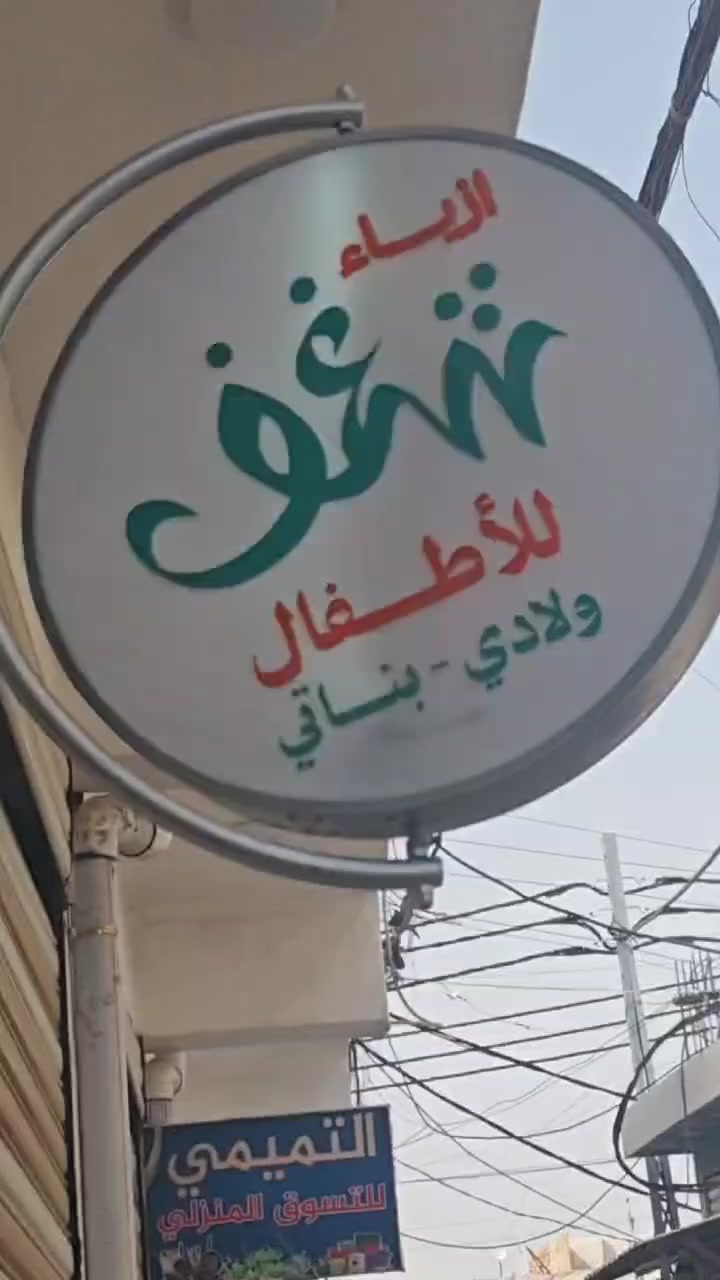 ازياء
شغف
للأطفال
ولادي - بناتي
التميمي
للتسوق المنزلي